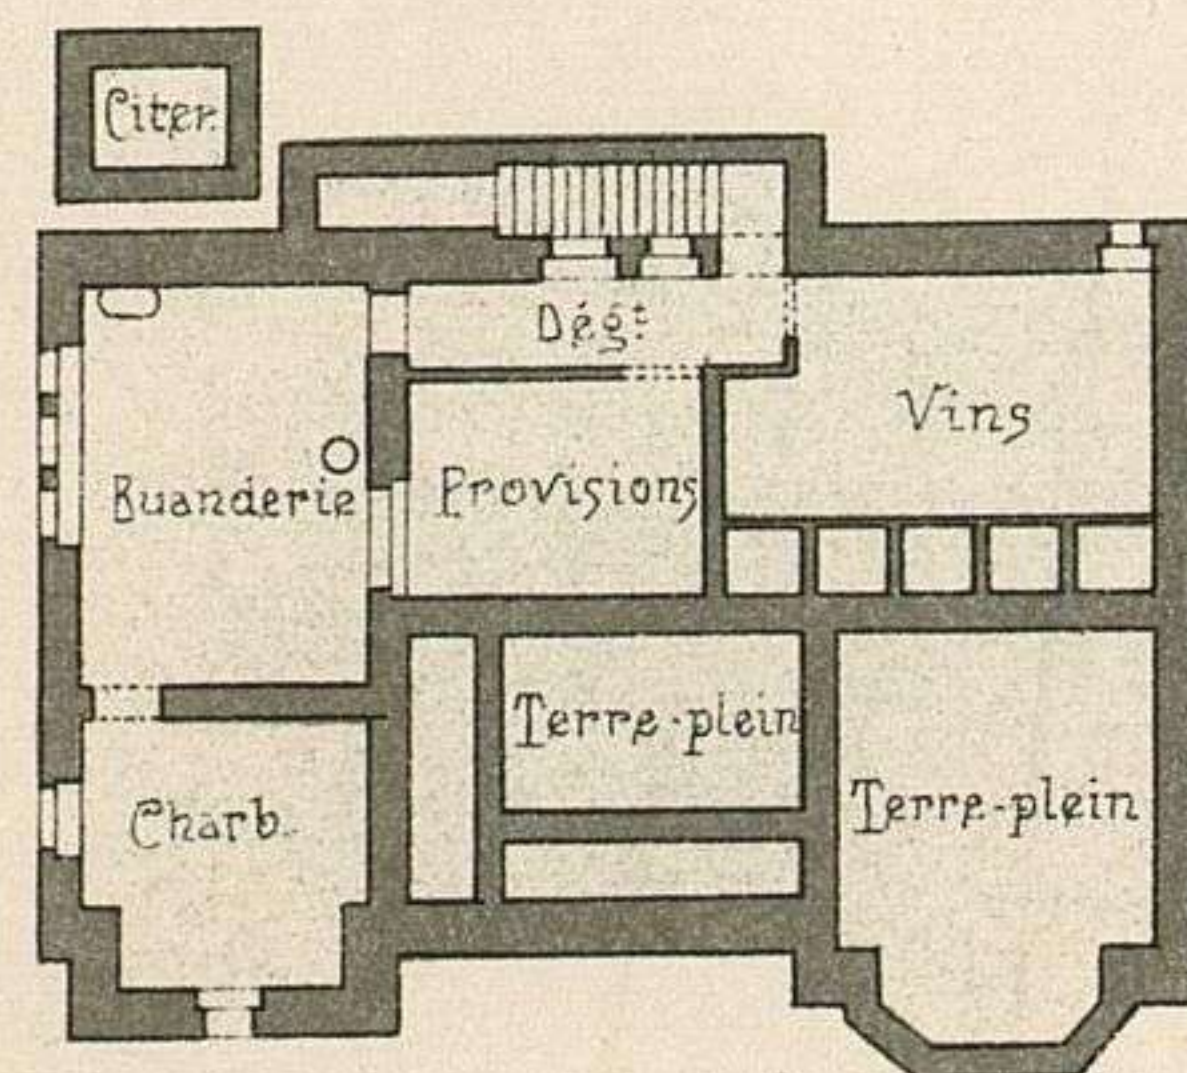 Citer.
Dégt
Vins
Buanderie
Provisions
Terre-plein
Terre-plein
Charb.